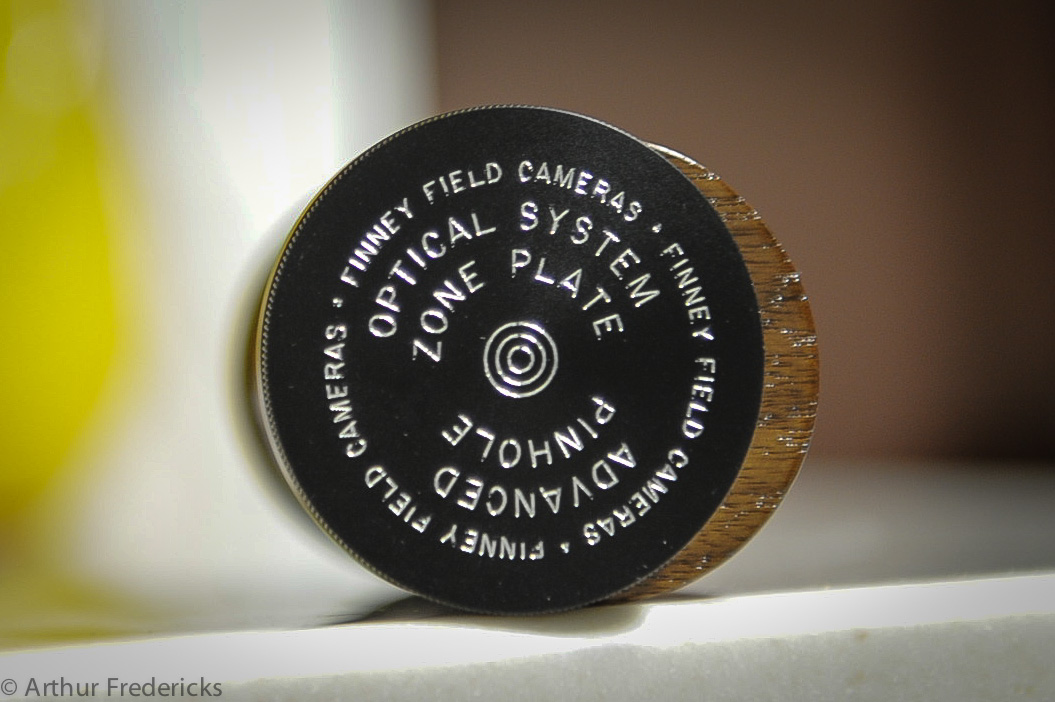 FINNEY FIELD CAMERAS · FINNEY FIELD CAMERAS · FINNEY FIELD CAMERAS ·
OPTICAL SYSTEM
ZONE PLATE
ADVANCED
PINHOLE
© Arthur Fredericks